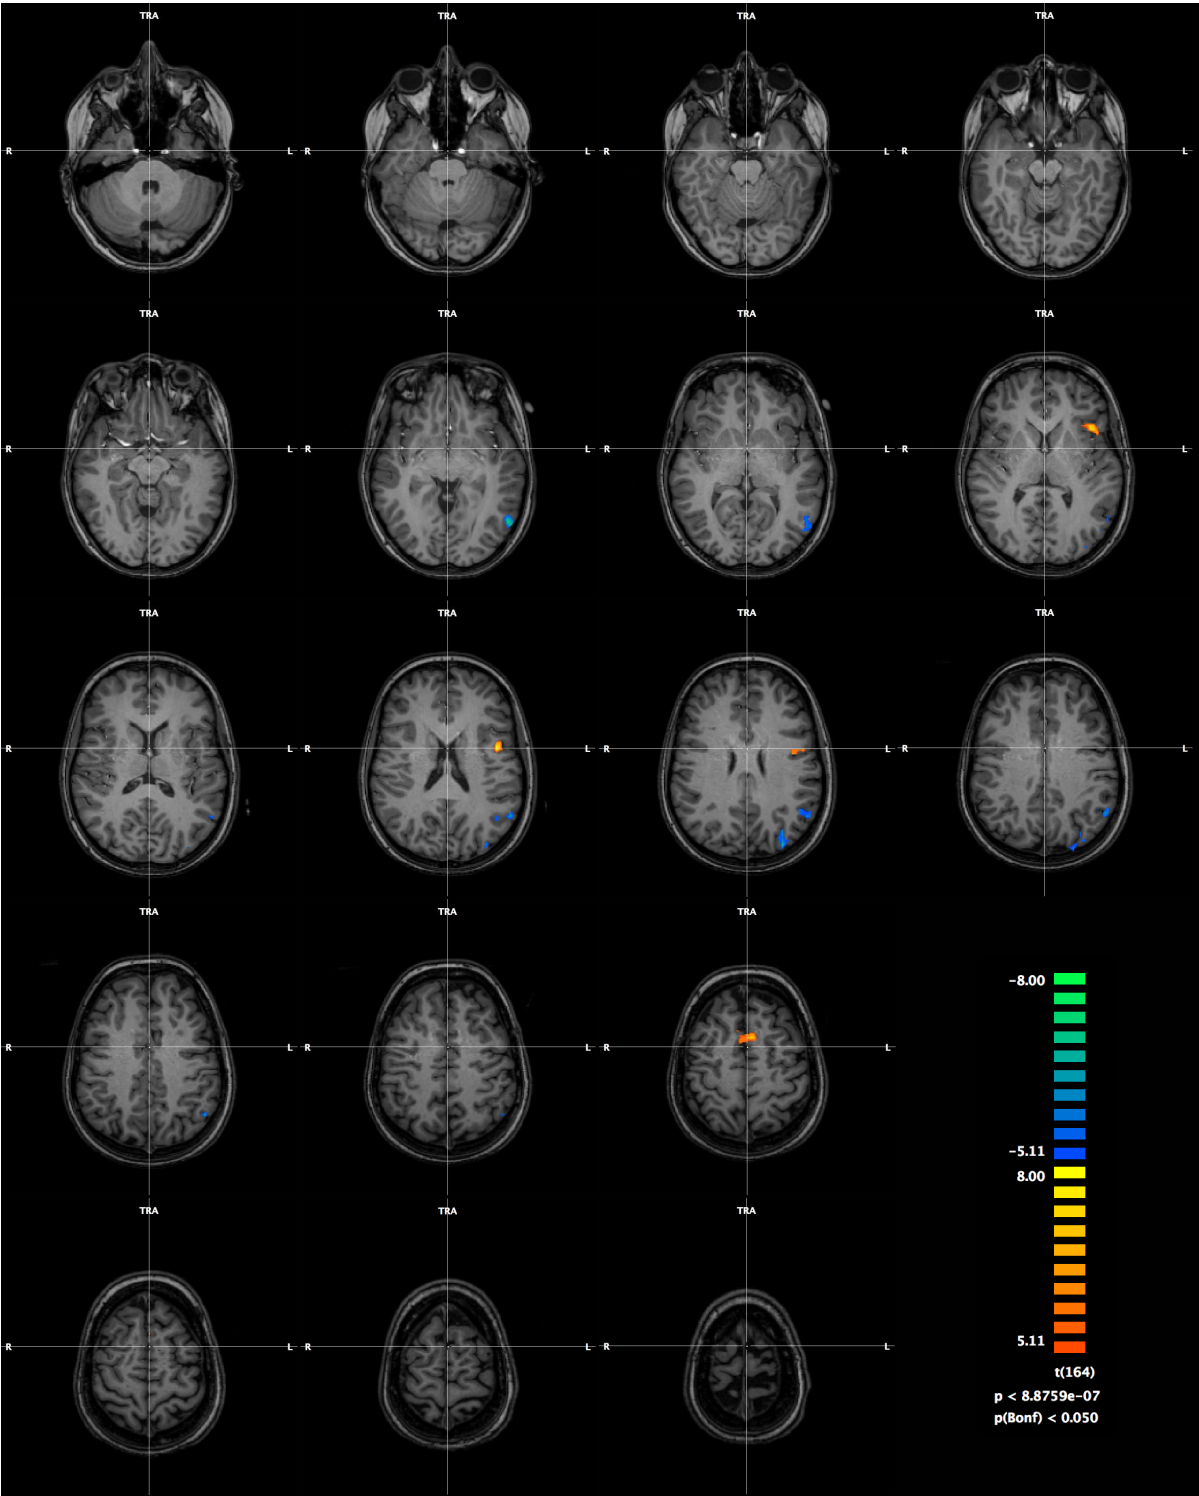 TRA TRA TRA TRA
R L R L R L R L
TRA TRA TRA TRA
R L R L R L R L
TRA TRA TRA TRA
R L R L R L R L
TRA TRA TRA
R L R L R L
−8.00
−5.11
8.00
TRA TRA TRA
R L R L R L
5.11
t(164)
p < 8.8759e−07
p(Bonf) < 0.050